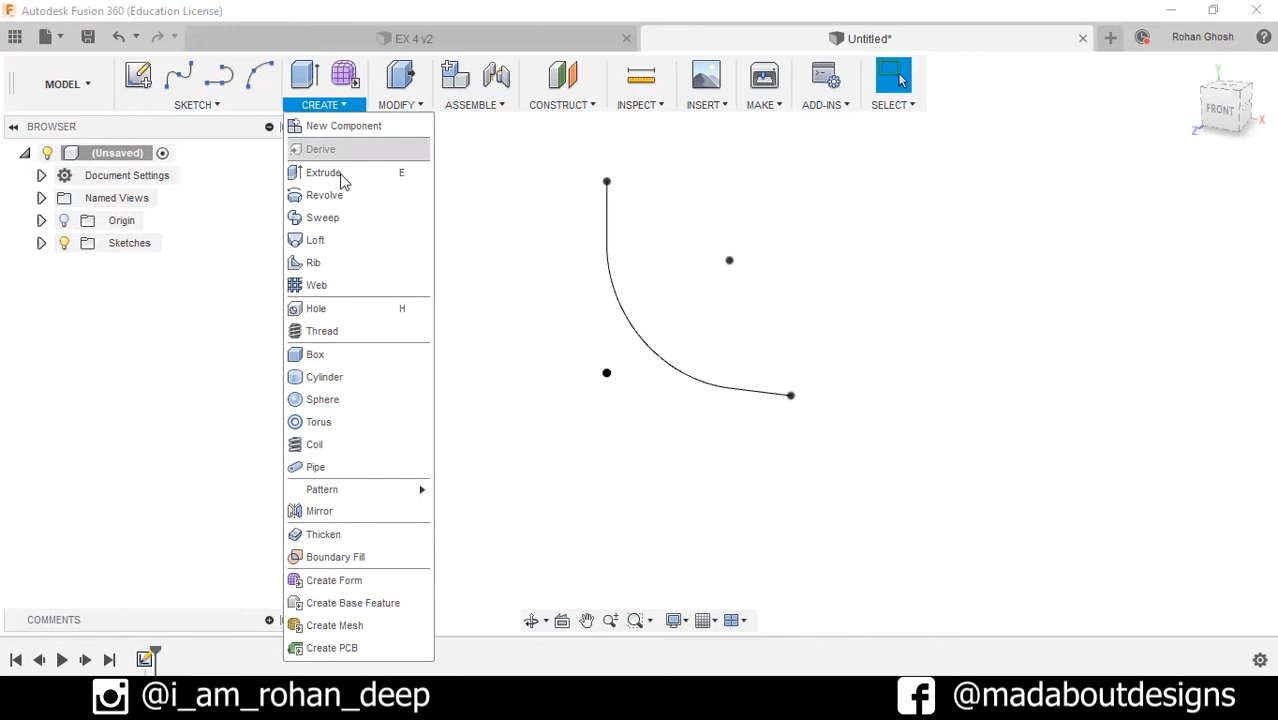 Autodesk Fusion 360 (Education License)
EX 4 v2
Untitled*
Rohan Ghosh
MODEL
SKETCH
CREATE
MODIFY
ASSEMBLE
CONSTRUCT
INSPECT
INSERT
MAKE
ADD-INS
SELECT
BROWSER
(Unsaved)
Document Settings
Named Views
Origin
Sketches
New Component
Derive
Extrude E
Revolve
Sweep
Loft
Rib
Web
Hole H
Thread
Box
Cylinder
Sphere
Torus
Coil
Pipe
Pattern
Mirror
Thicken
Boundary Fill
Create Form
Create Base Feature
Create Mesh
Create PCB
Y
FRONT
X
Z
COMMENTS
@i_am_rohan_deep
@madaboutdesigns